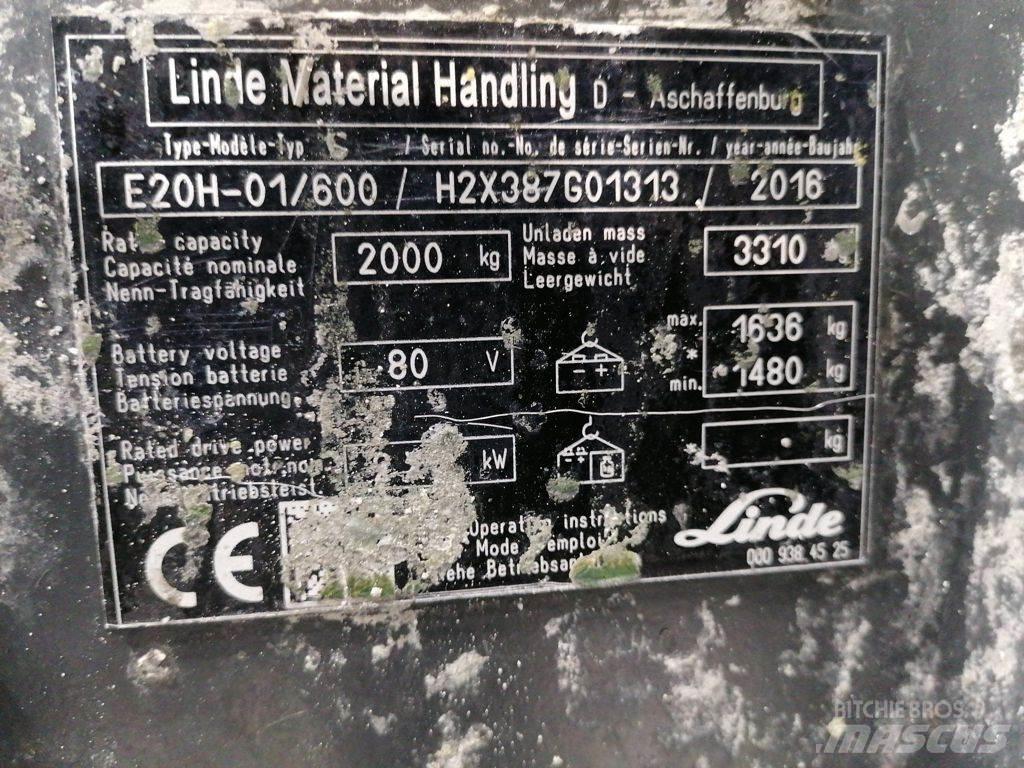 Linde Material Handling D - Aschaffenburg
Type-Modèle-Typ / Serial no.-No. de série-Serien-Nr. / year-année-Baujahr
E20H-01/600 / H2X387G01313 / 2016
Rated capacity
Capacité nominale
Nenn-Tragfähigkeit
2000 kg
Unladen mass
Masse à vide
Leergewicht
3310 kg
Battery voltage
Tension batterie
Batteriespannung
80 V
max. 1636 kg
*
min. 1480 kg
Rated drive power
Puissance
kW
- + kg
CE
Operation instructions
Mode d'emploi
Linde
000 938 45 25
RITCHIE BROS.
MASCUS